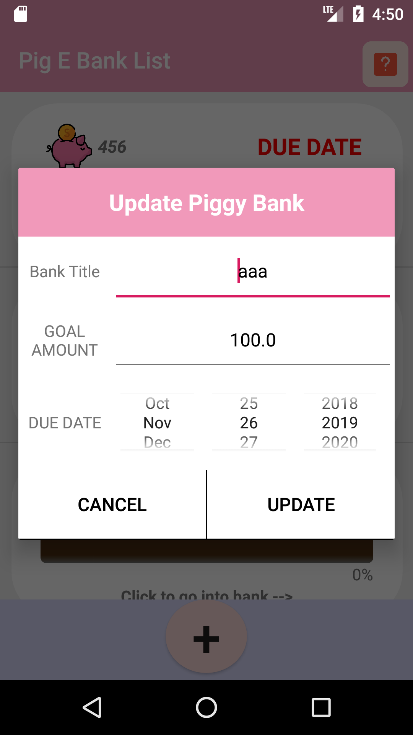 LTE 4:50
Pig E Bank List ?
456 DUE DATE
Update Piggy Bank
Bank Title aaa
GOAL
AMOUNT
100.0
Oct 25 2018
DUE DATE Nov 26 2019
Dec 27 2020
CANCEL UPDATE
0%
Click to go into bank -->
+